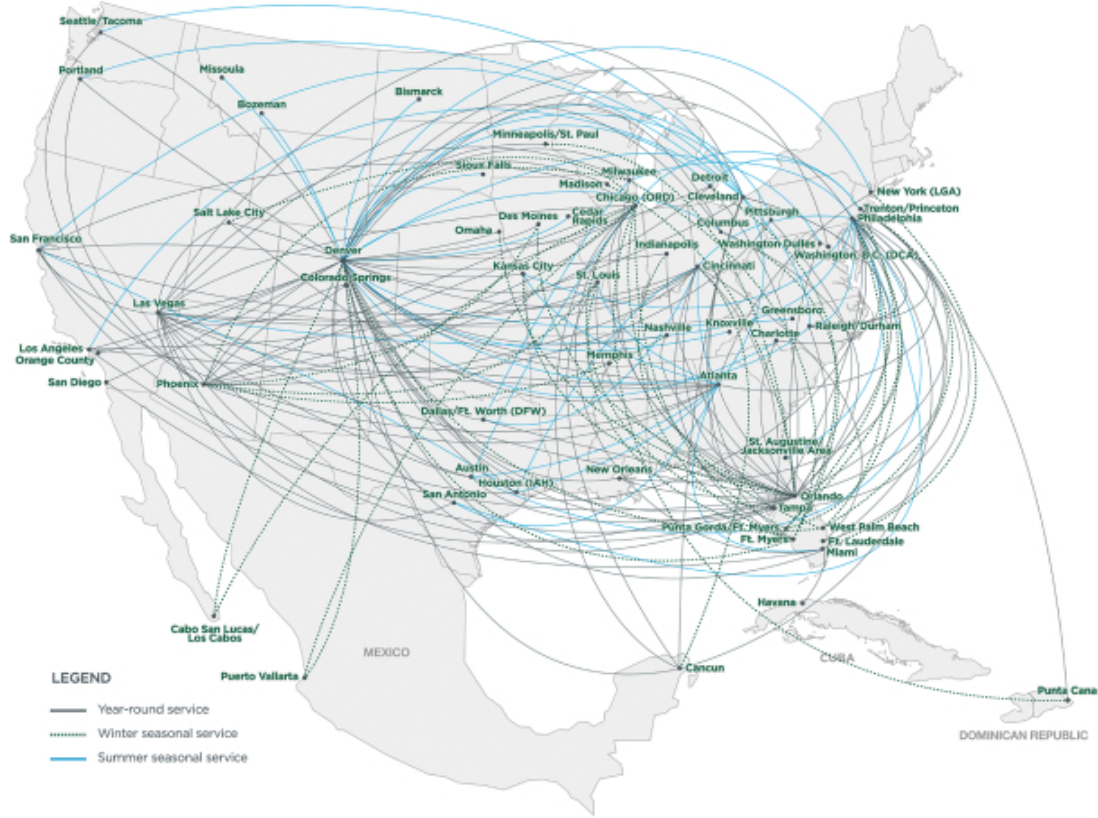 Seattle/Tacoma
Portland
Missoula
Bozeman
Bismarck
Minneapolis/St. Paul
Sioux Falls
Milwaukee
Madison
Detroit
Chicago (ORD)
Cleveland
New York (LGA)
Salt Lake City
Des Moines
Cedar
Rapids
Pittsburgh
Trenton/Princeton
Philadelphia
Omaha
Columbus
San Francisco
Denver
Indianapolis
Washington Dulles
Washington, D.C. (DCA)
Colorado Springs
Kansas City
St. Louis
Cincinnati
Las Vegas
Greensboro
Nashville
Knoxville
Charlotte
Raleigh/Durham
Los Angeles
Orange County
Memphis
San Diego
Phoenix
Atlanta
Dallas/Ft. Worth (DFW)
St. Augustine/
Jacksonville Area
Austin
Houston (IAH)
New Orleans
San Antonio
Orlando
Tampa
Punta Gorda/Ft. Myers
West Palm Beach
Ft. Myers
Ft. Lauderdale
Miami
Havana
Cabo San Lucas/
Los Cabos
MEXICO
CUBA
Cancun
Puerto Vallarta
Punta Cana
DOMINICAN REPUBLIC
LEGEND
Year-round service
Winter seasonal service
Summer seasonal service